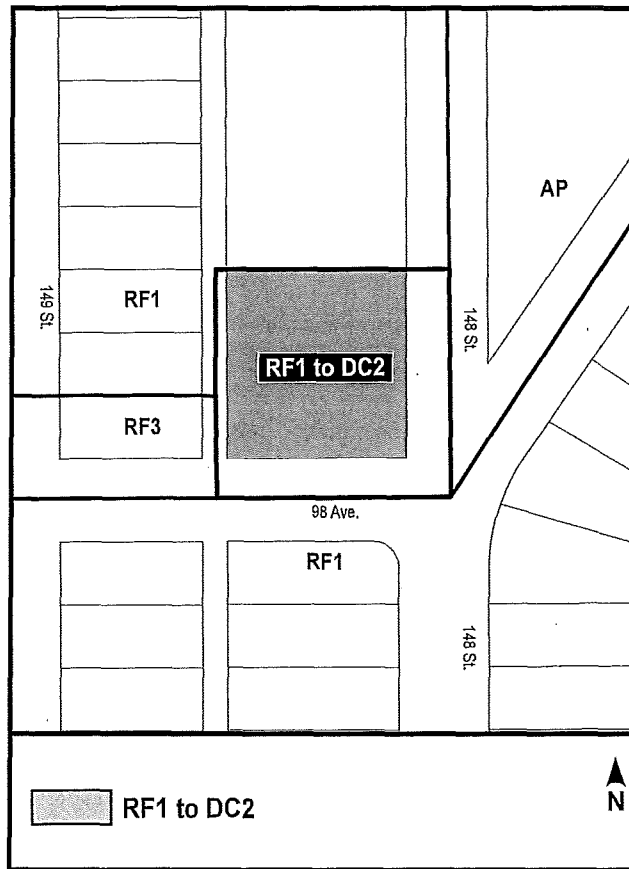 AP
149 St.
RF1
148 St.
RF1 to DC2
RF3
98 Ave.
RF1
148 St.
RF1 to DC2
N